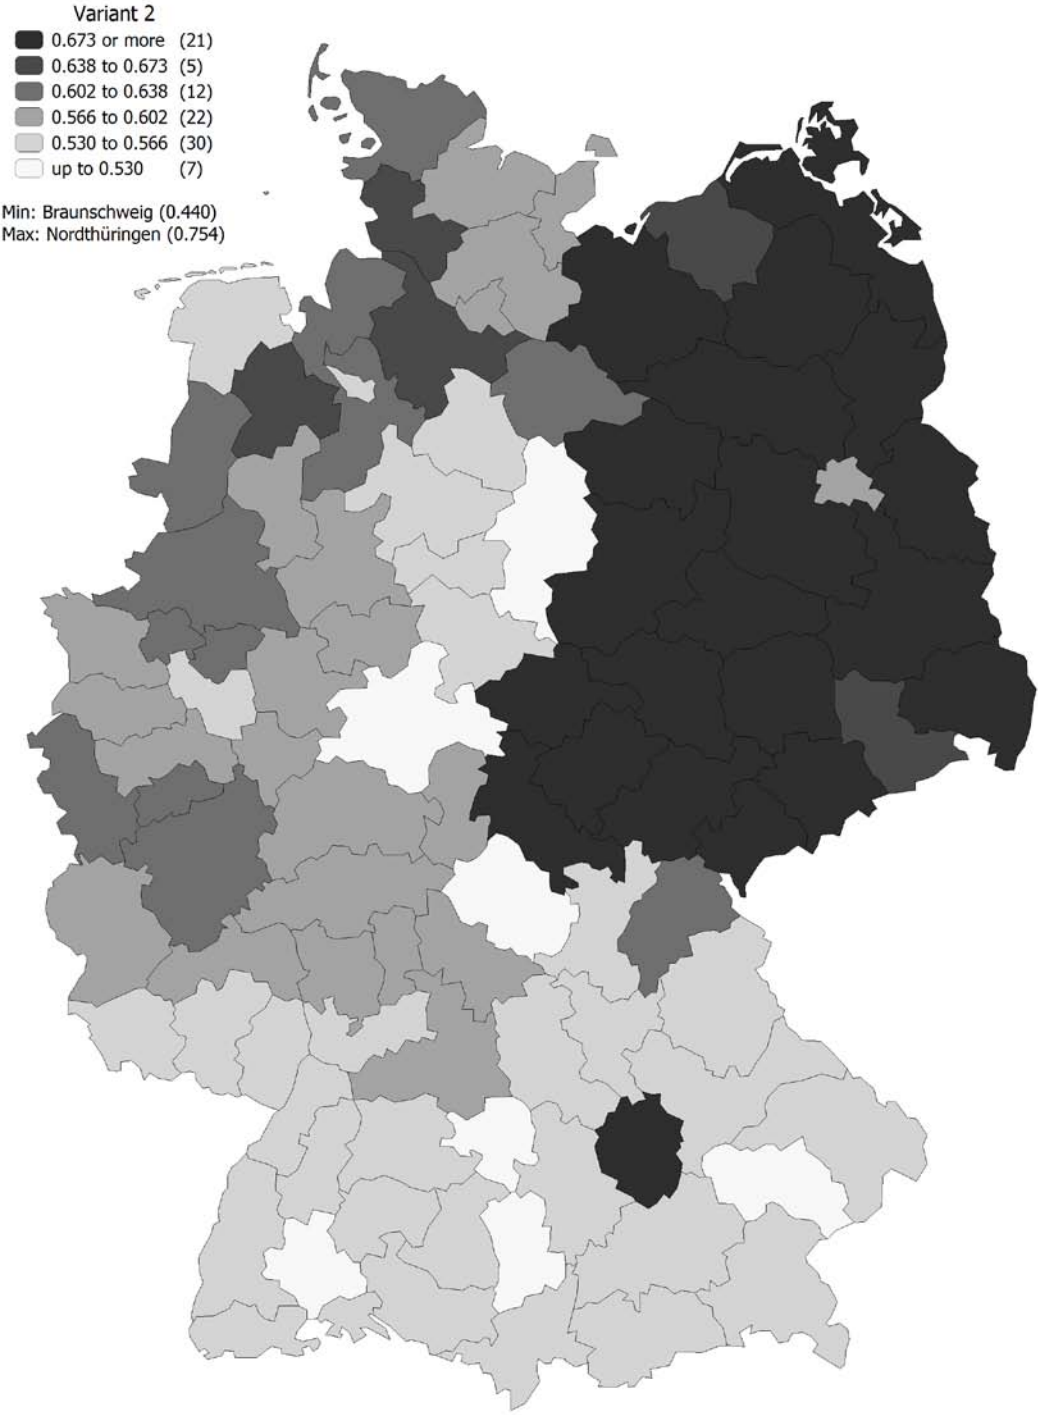 Variant 2
0.673 or more (21)
0.638 to 0.673 (5)
0.602 to 0.638 (12)
0.566 to 0.602 (22)
0.530 to 0.566 (30)
up to 0.530 (7)
Min: Braunschweig (0.440)
Max: Nordthüringen (0.754)